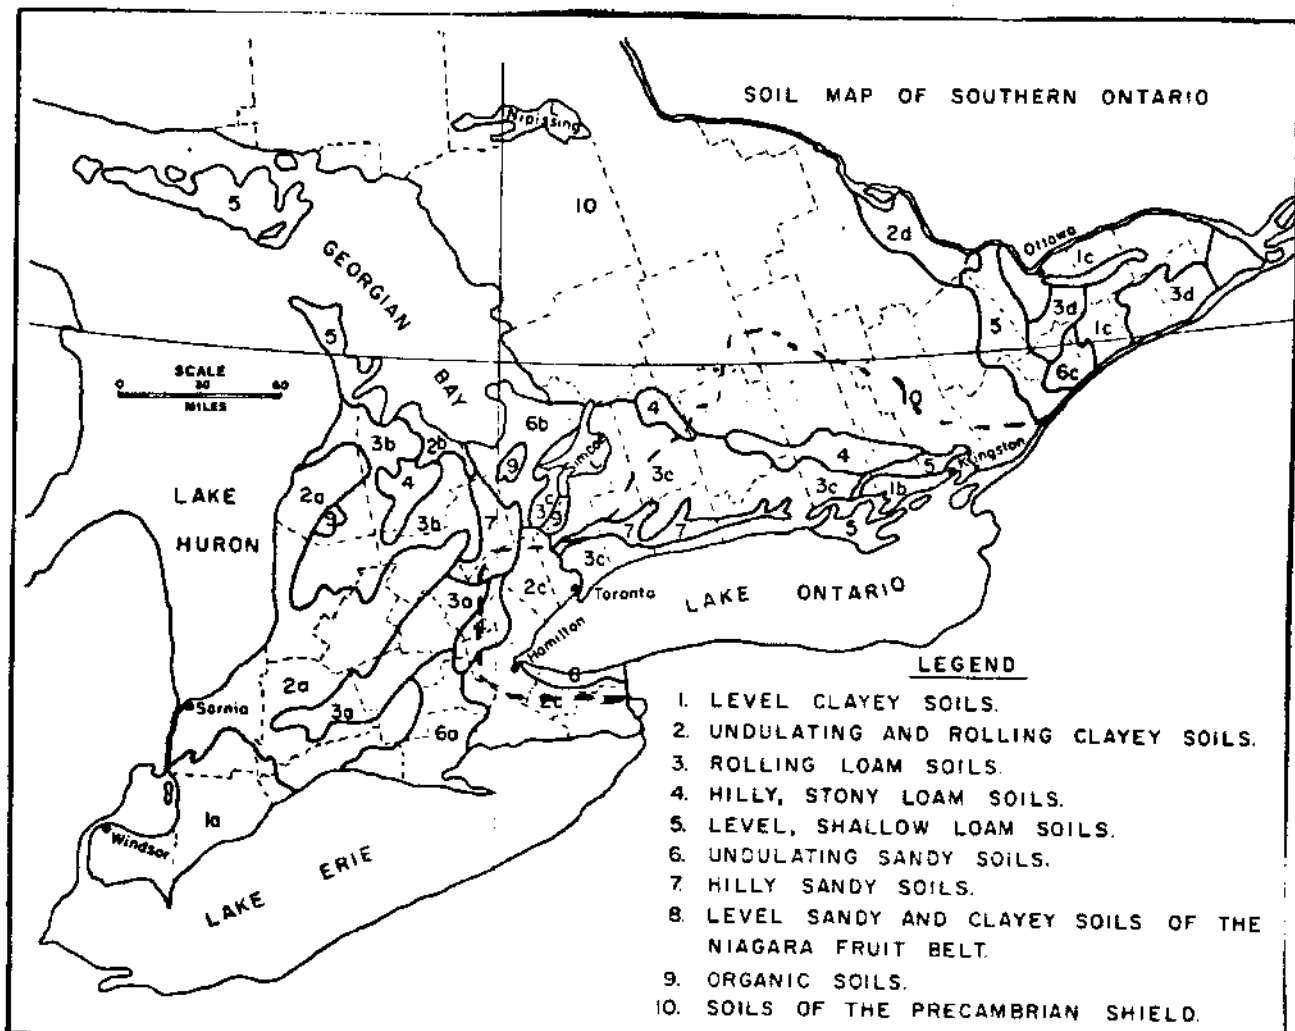 SOIL MAP OF SOUTHERN ONTARIO
L
Nipissing
10
5
2d
Ottawa
1c
3d
3d
1c
5
6c
GEORGIAN
BAY
5
SCALE
0 30 60
MILES
10
4
6b
3b
2b
9
Simcoe
L
4
5
Kingston
3c
3c
1b
4
2a
9
3b
7
3c
9
7
7
5
LAKE
HURON
3c
2c
Toronto
LAKE ONTARIO
3a
4
Hamilton
8
2c
2a
Sarnia
3a
6a
8
1a
Windsor
LAKE ERIE
LEGEND
1. LEVEL CLAYEY SOILS.
2. UNDULATING AND ROLLING CLAYEY SOILS.
3. ROLLING LOAM SOILS.
4. HILLY, STONY LOAM SOILS.
5. LEVEL, SHALLOW LOAM SOILS.
6. UNDULATING SANDY SOILS.
7. HILLY SANDY SOILS.
8. LEVEL SANDY AND CLAYEY SOILS OF THE
NIAGARA FRUIT BELT.
9. ORGANIC SOILS.
10. SOILS OF THE PRECAMBRIAN SHIELD.